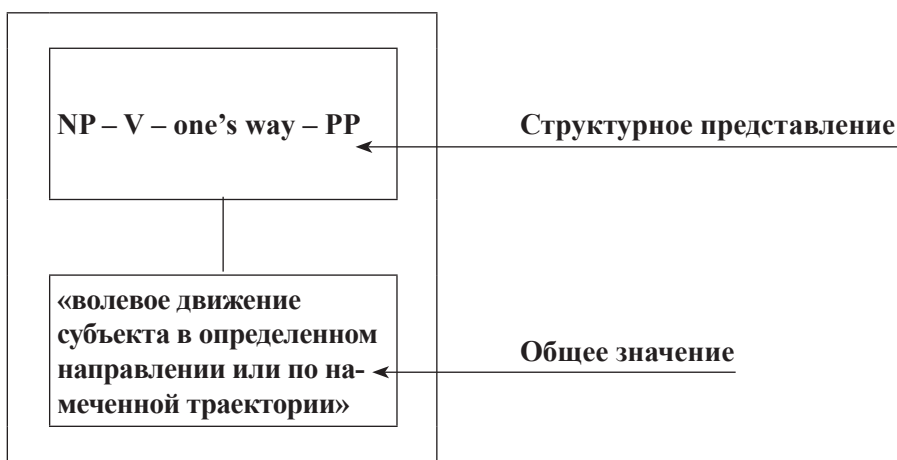 NP – V – one’s way – PP
Структурное представление
«волевое движение
субъекта в определенном
направлении или по на-
меченной траектории»
Общее значение